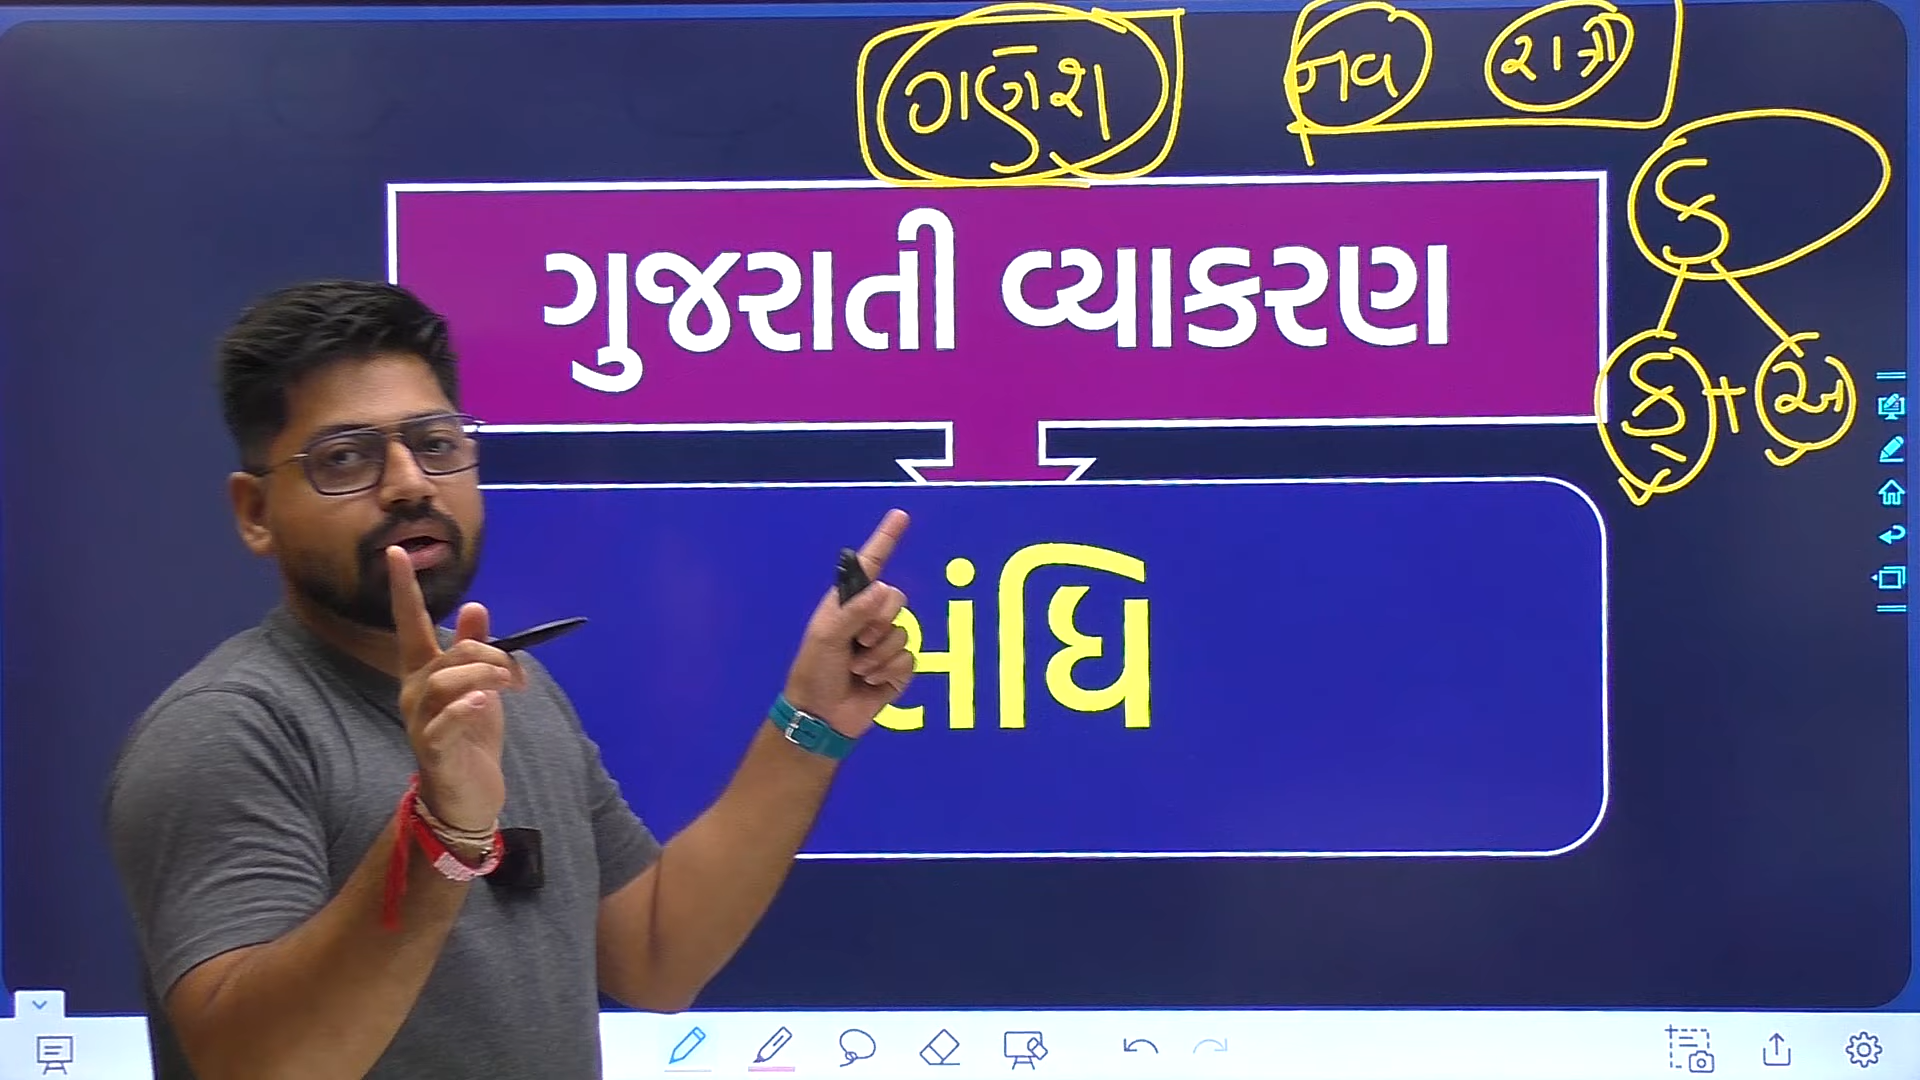 ગણેશ નવ રાત્રી
ક
ક્ + અ
ગુજરાતી વ્યાકરણ
સંધિ